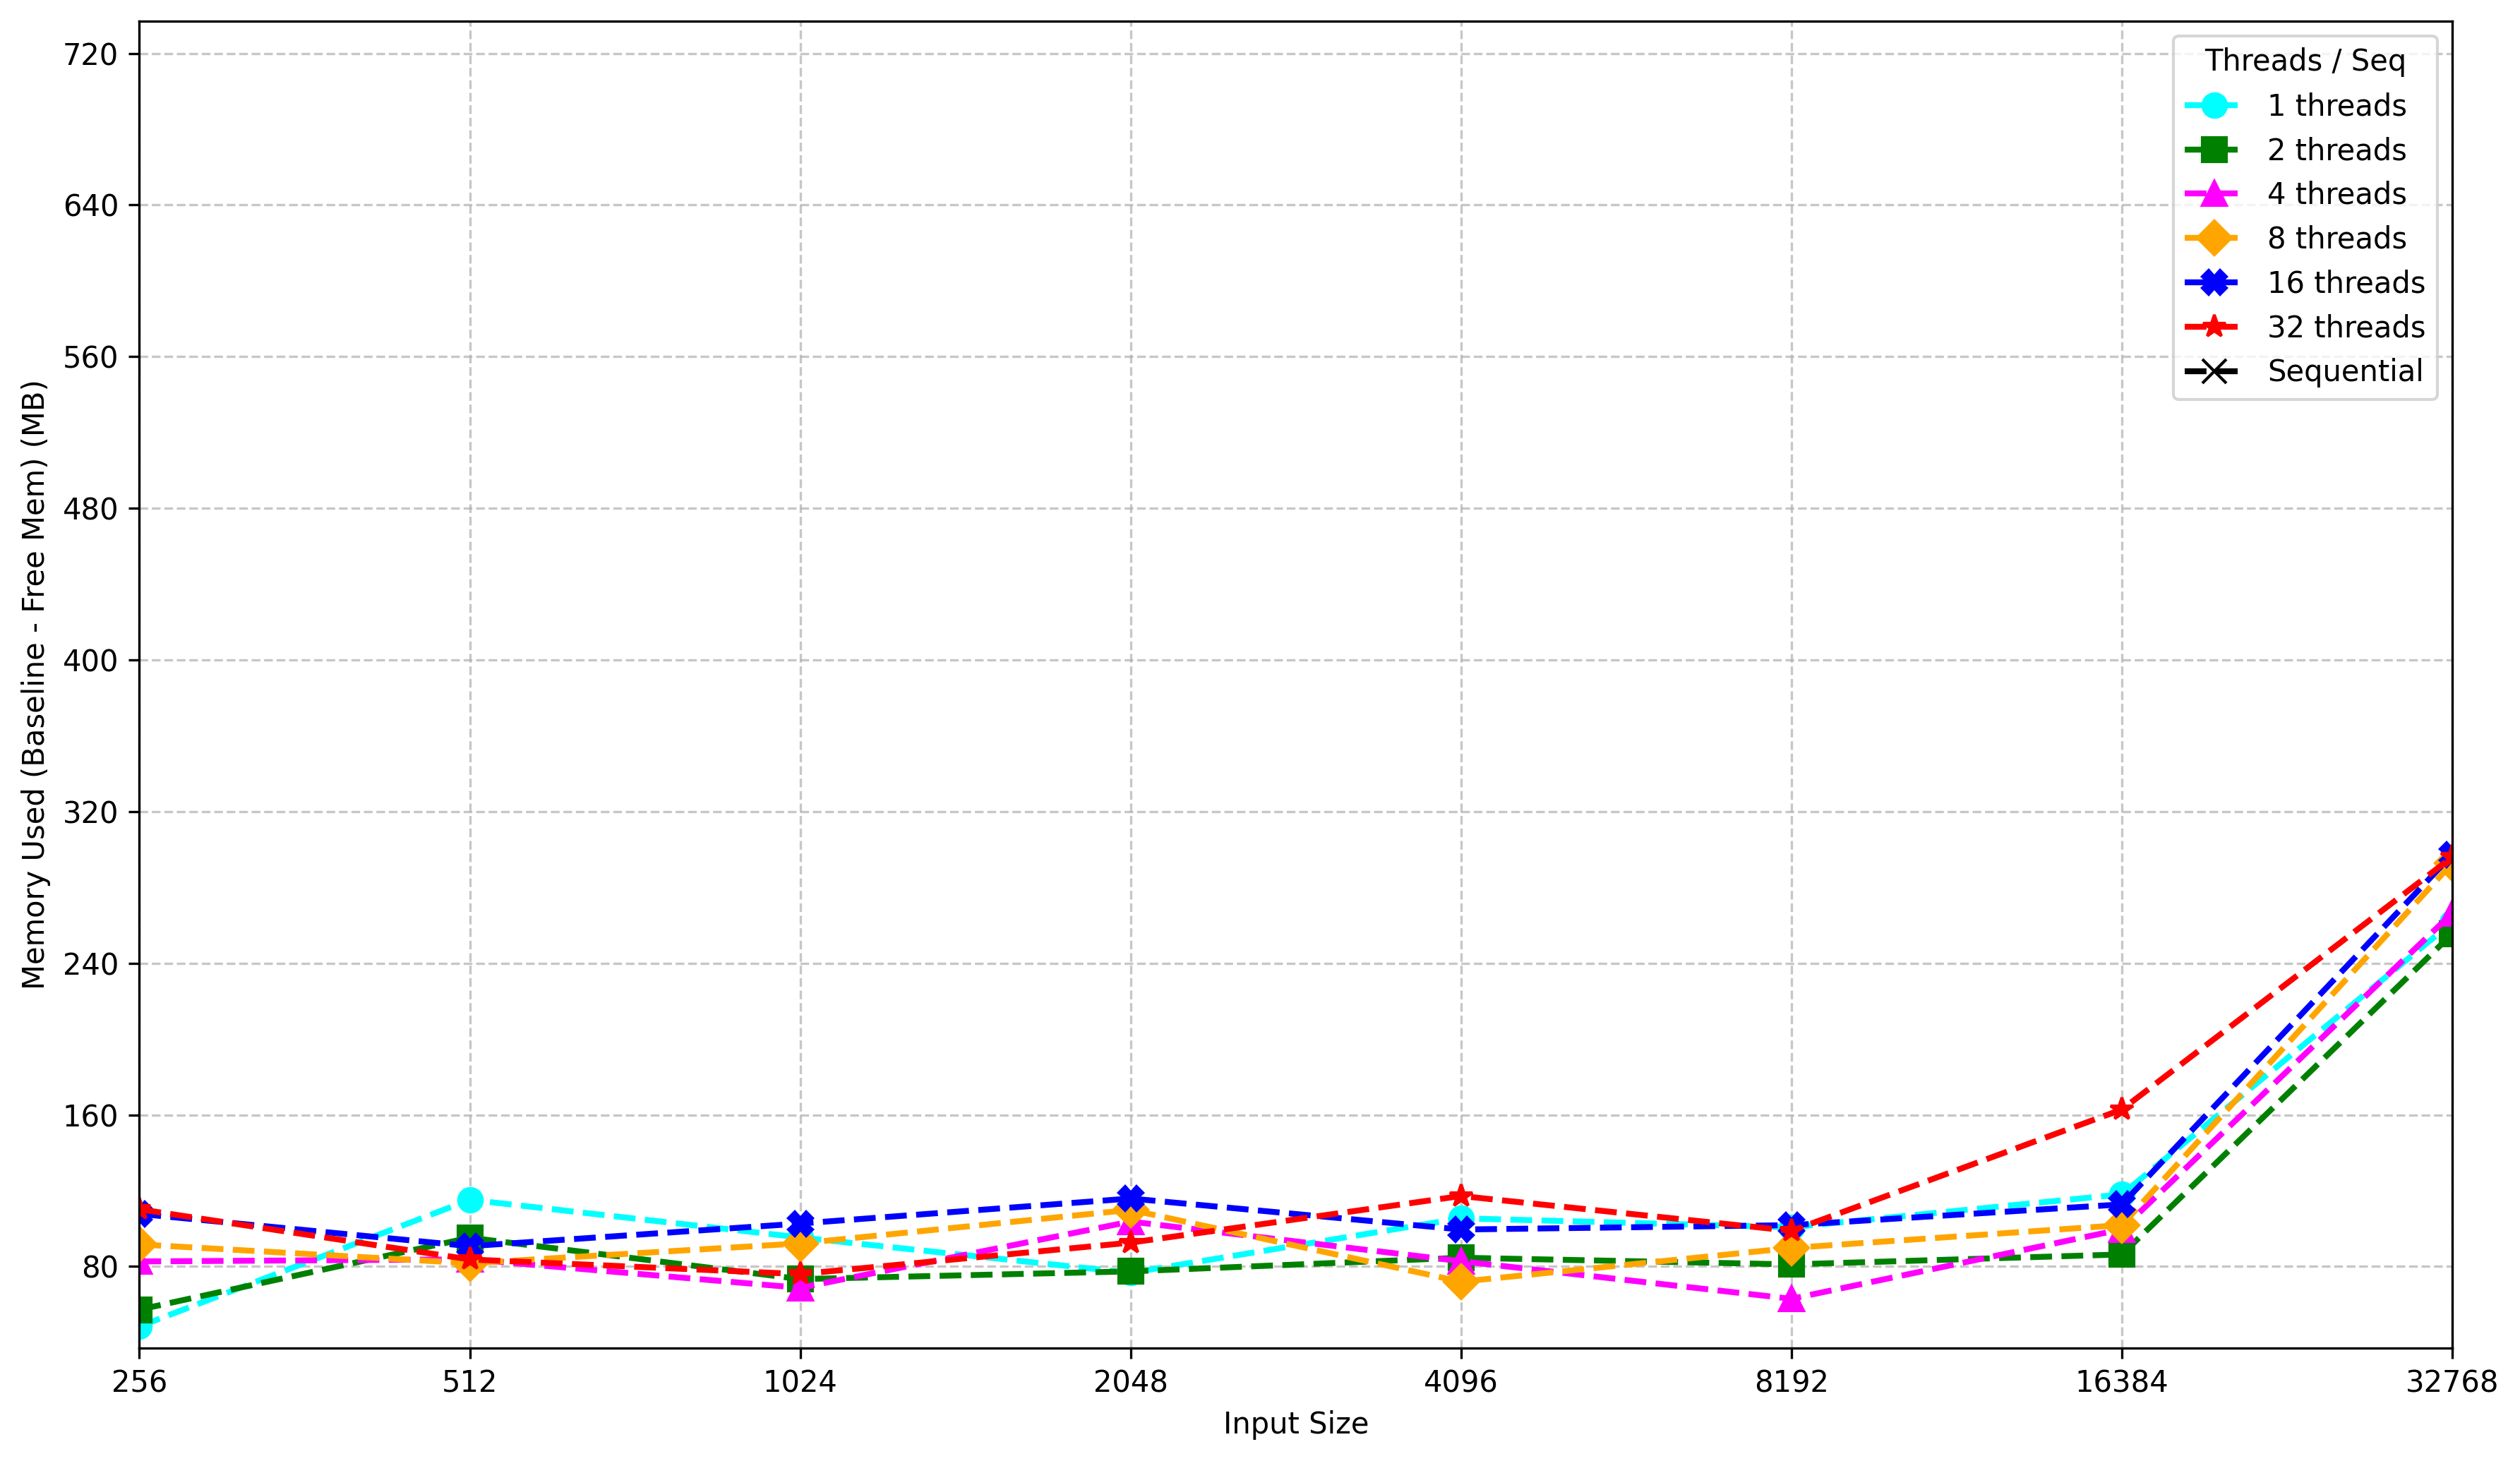 Memory Used (Baseline - Free Mem) (MB)
720
640
560
480
400
320
240
160
80
Threads / Seq
1 threads
2 threads
4 threads
8 threads
16 threads
32 threads
Sequential
256 512 1024 2048 4096 8192 16384 32768
Input Size